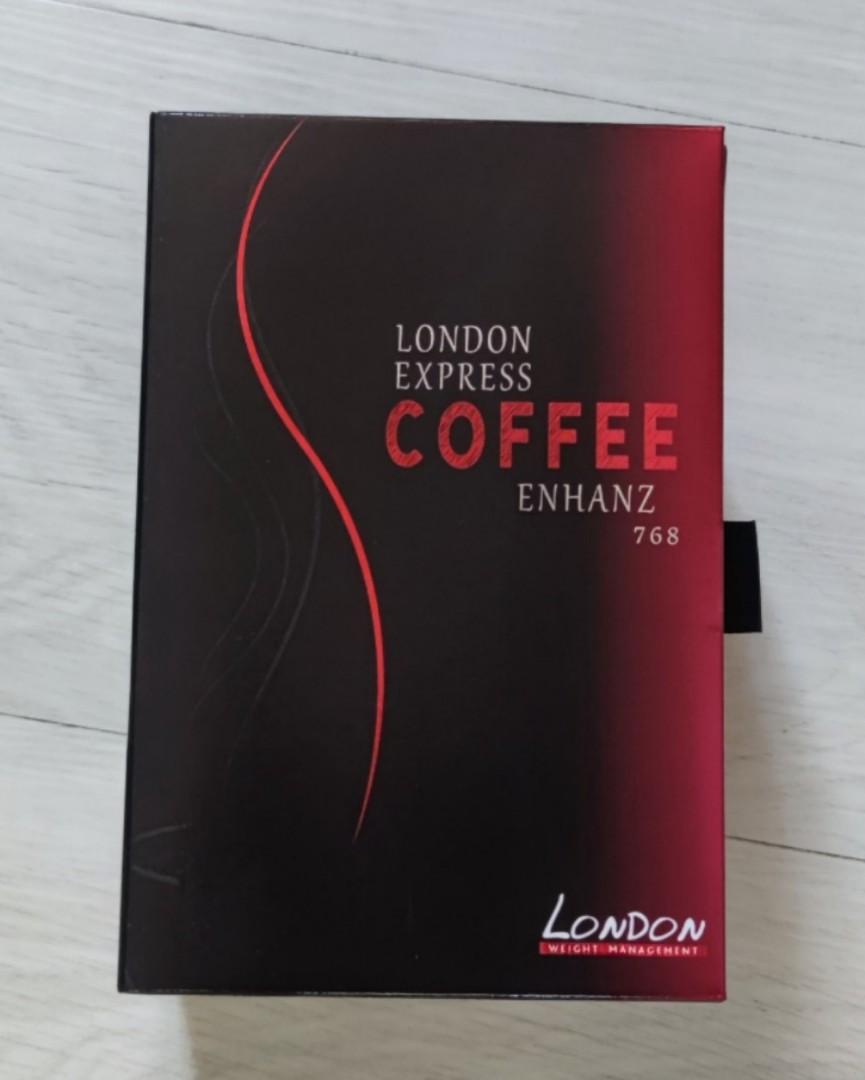 LONDON
EXPRESS
COFFEE
ENHANZ
768
LONDON
WEIGHT MANAGEMENT